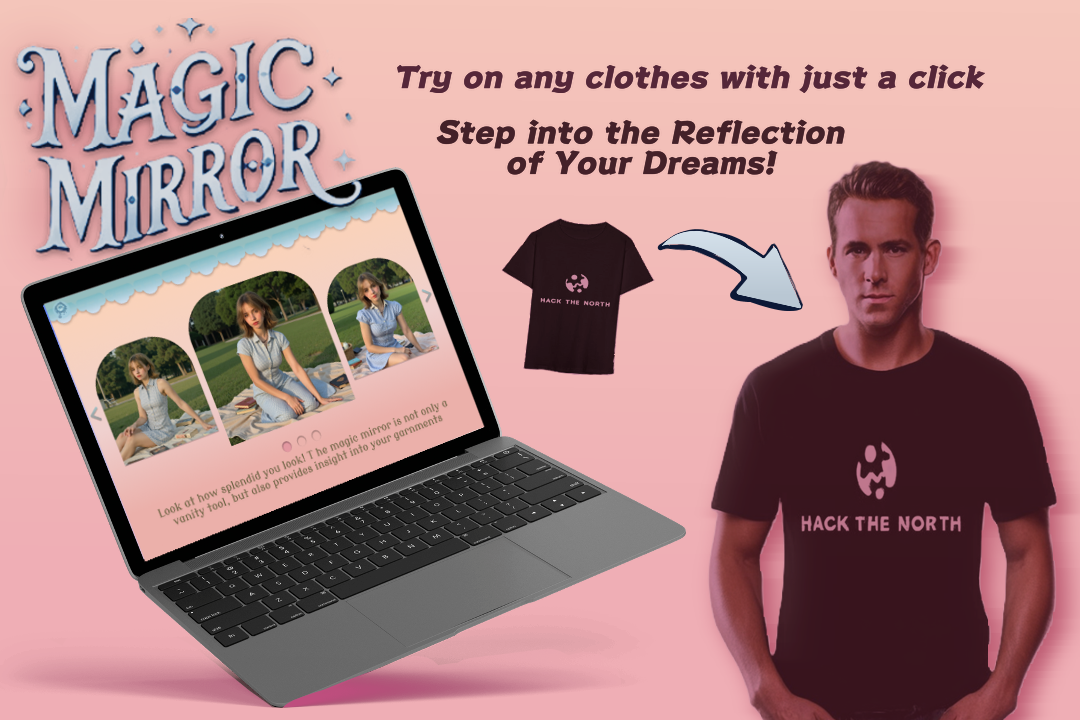 MAGIC
MIRROR
Try on any clothes with just a click
Step into the Reflection
of Your Dreams!
HACK THE NORTH
HACK THE NORTH
Look at how splendid you look! T he magic mirror is not only a
vanity tool, but also provides insight into your garnments